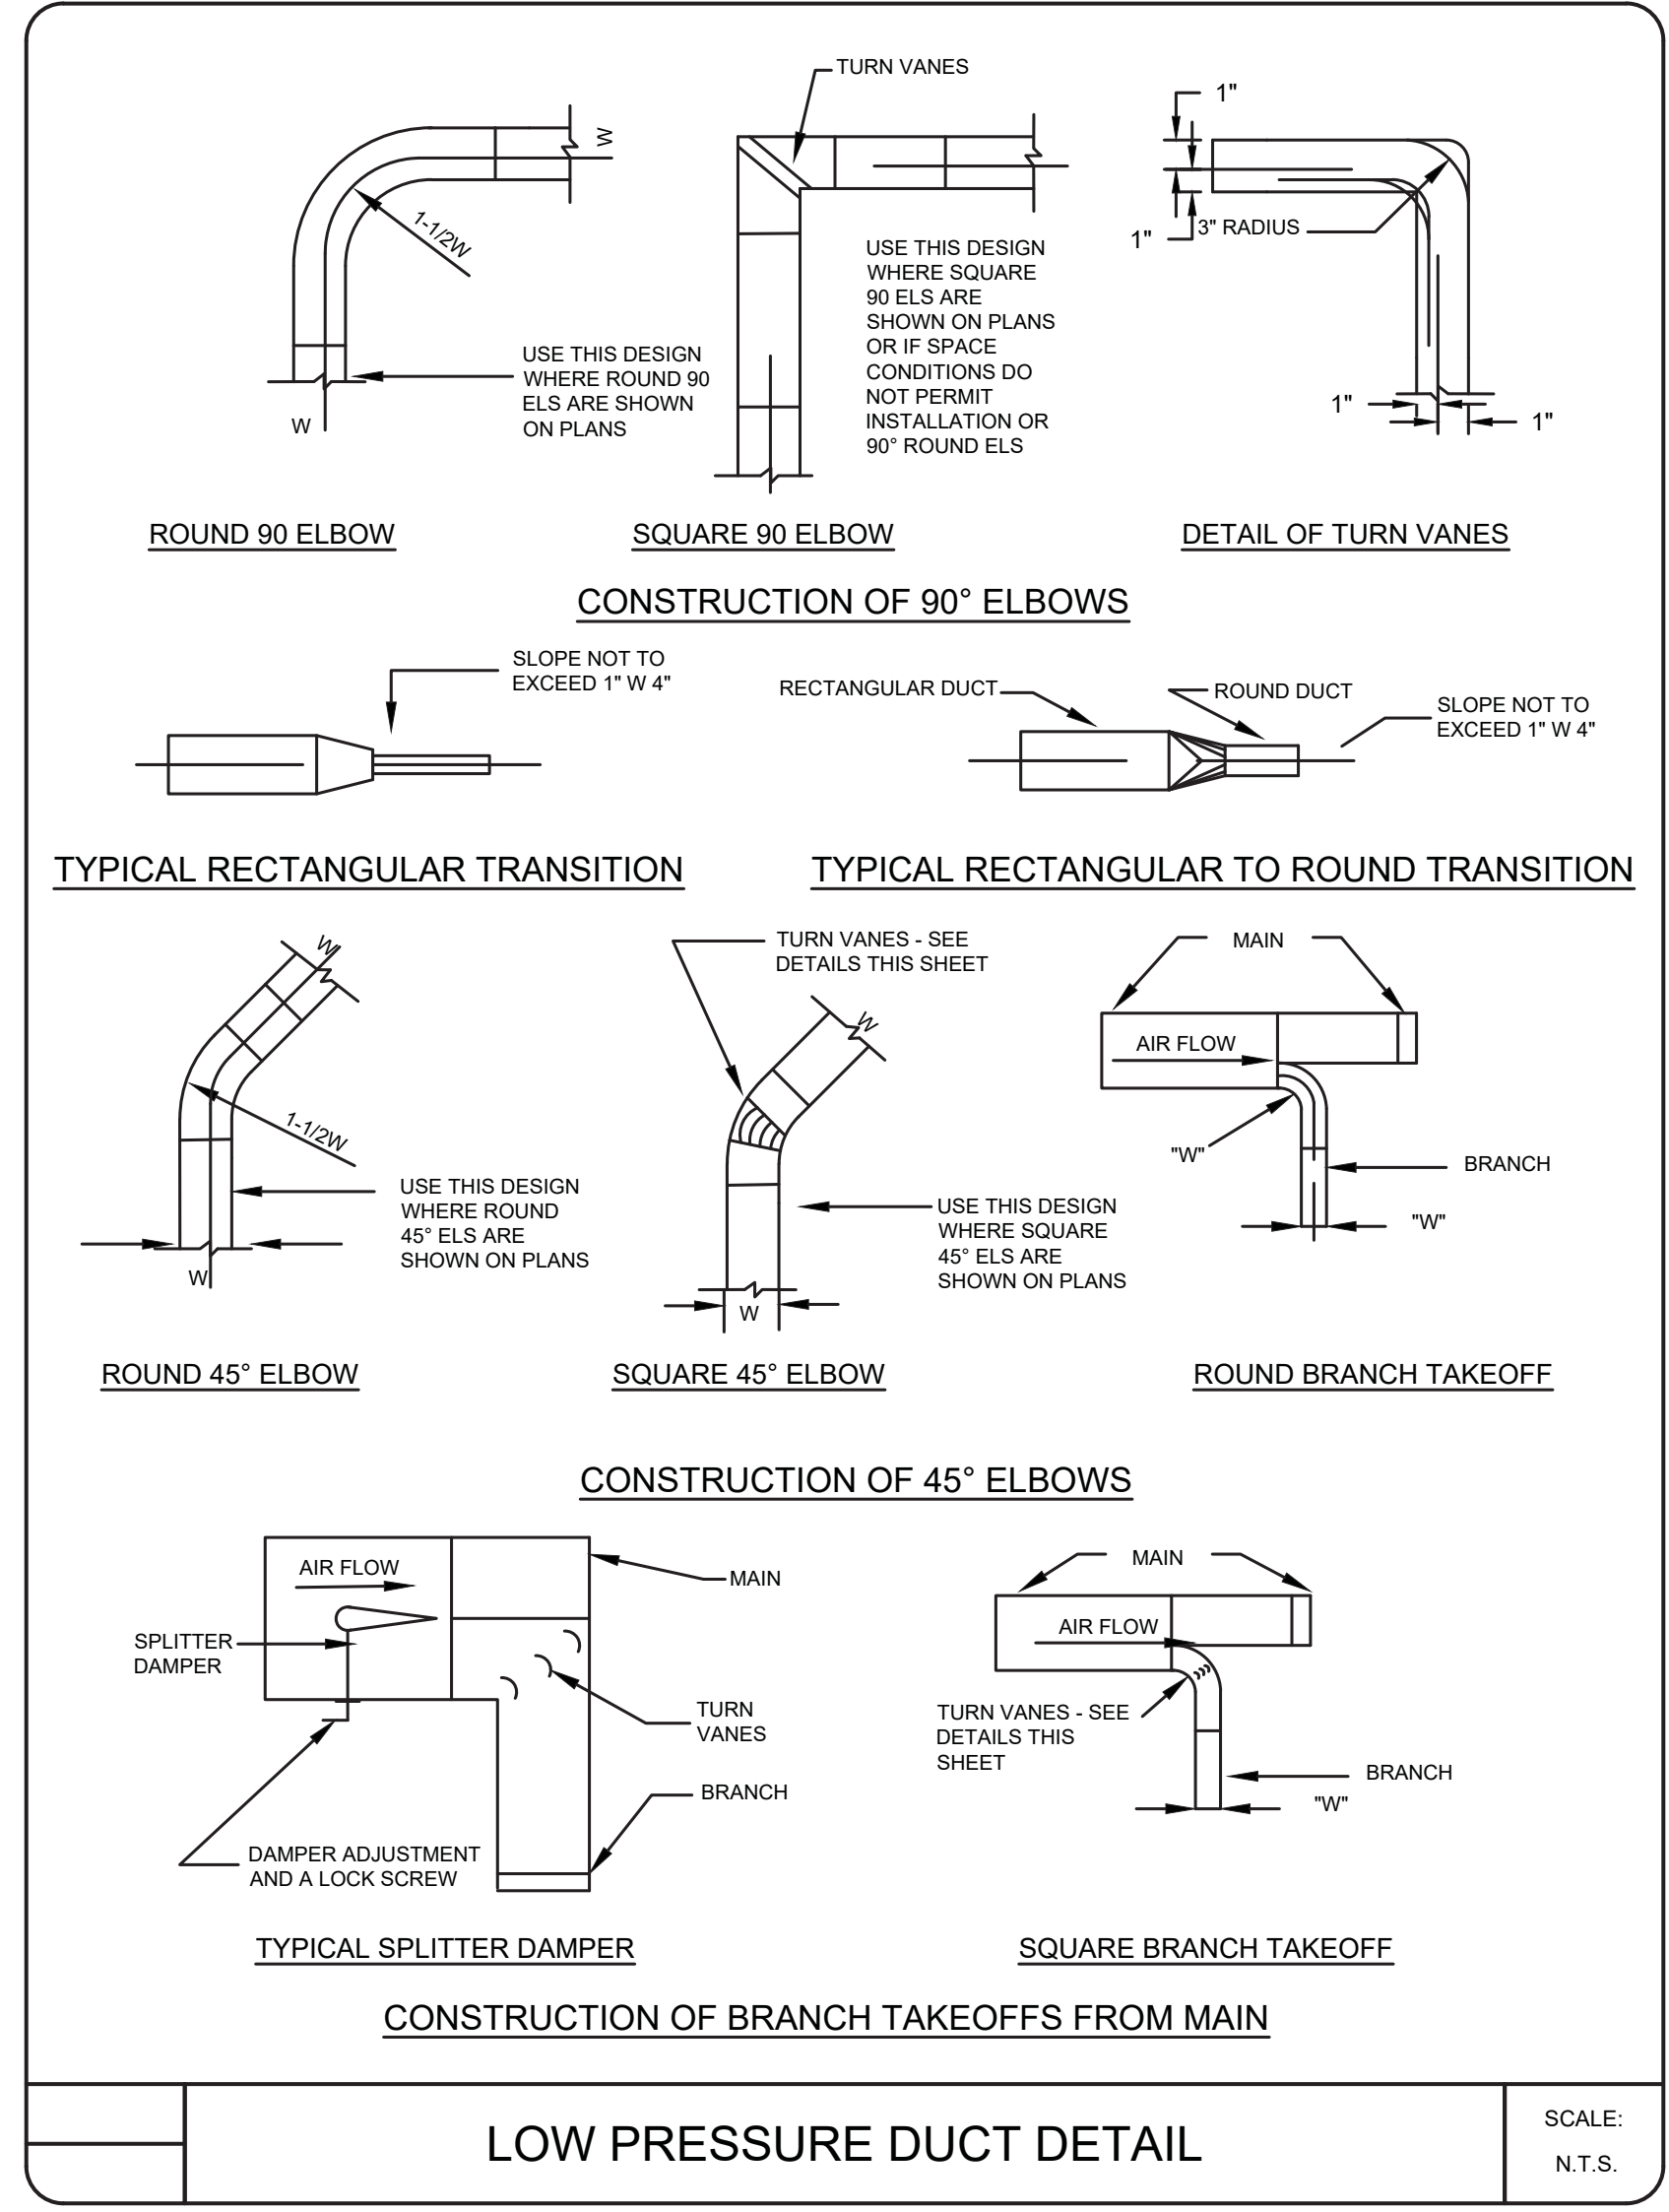 TURN VANES
W
1-1/2W
USE THIS DESIGN
WHERE ROUND 90
ELS ARE SHOWN
ON PLANS
W
USE THIS DESIGN
WHERE SQUARE
90 ELS ARE
SHOWN ON PLANS
OR IF SPACE
CONDITIONS DO
NOT PERMIT
INSTALLATION OR
90° ROUND ELS
1"
1"
3" RADIUS
1"
1"
ROUND 90 ELBOW
SQUARE 90 ELBOW
DETAIL OF TURN VANES
CONSTRUCTION OF 90° ELBOWS
SLOPE NOT TO
EXCEED 1" W 4"
RECTANGULAR DUCT
ROUND DUCT
SLOPE NOT TO
EXCEED 1" W 4"
TYPICAL RECTANGULAR TRANSITION
TYPICAL RECTANGULAR TO ROUND TRANSITION
W
1-1/2W
USE THIS DESIGN
WHERE ROUND
45° ELS ARE
SHOWN ON PLANS
W
TURN VANES - SEE
DETAILS THIS SHEET
W
USE THIS DESIGN
WHERE SQUARE
45° ELS ARE
SHOWN ON PLANS
W
MAIN
AIR FLOW
"W"
BRANCH
"W"
ROUND 45° ELBOW
SQUARE 45° ELBOW
ROUND BRANCH TAKEOFF
CONSTRUCTION OF 45° ELBOWS
AIR FLOW
MAIN
SPLITTER
DAMPER
TURN
VANES
BRANCH
DAMPER ADJUSTMENT
AND A LOCK SCREW
MAIN
AIR FLOW
TURN VANES - SEE
DETAILS THIS
SHEET
BRANCH
"W"
TYPICAL SPLITTER DAMPER
SQUARE BRANCH TAKEOFF
CONSTRUCTION OF BRANCH TAKEOFFS FROM MAIN
LOW PRESSURE DUCT DETAIL
SCALE:
N.T.S.